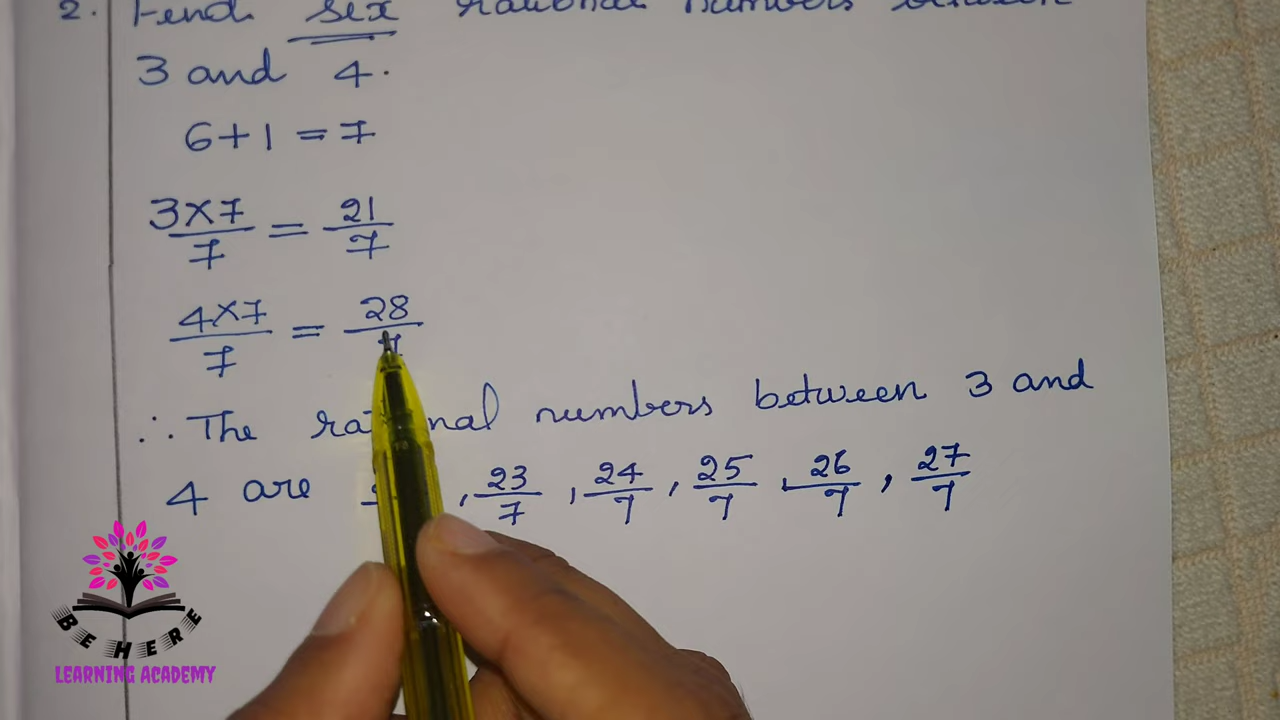 2. Find six rational numbers between
3 and 4.
6+1=7
3×7/7 = 21/7
4×7/7 = 28/7
∴ The numbers between 3 and
4 are , 23/7, 24/7, 25/7, 26/7, 27/7
BE HERE
LEARNING ACADEMY